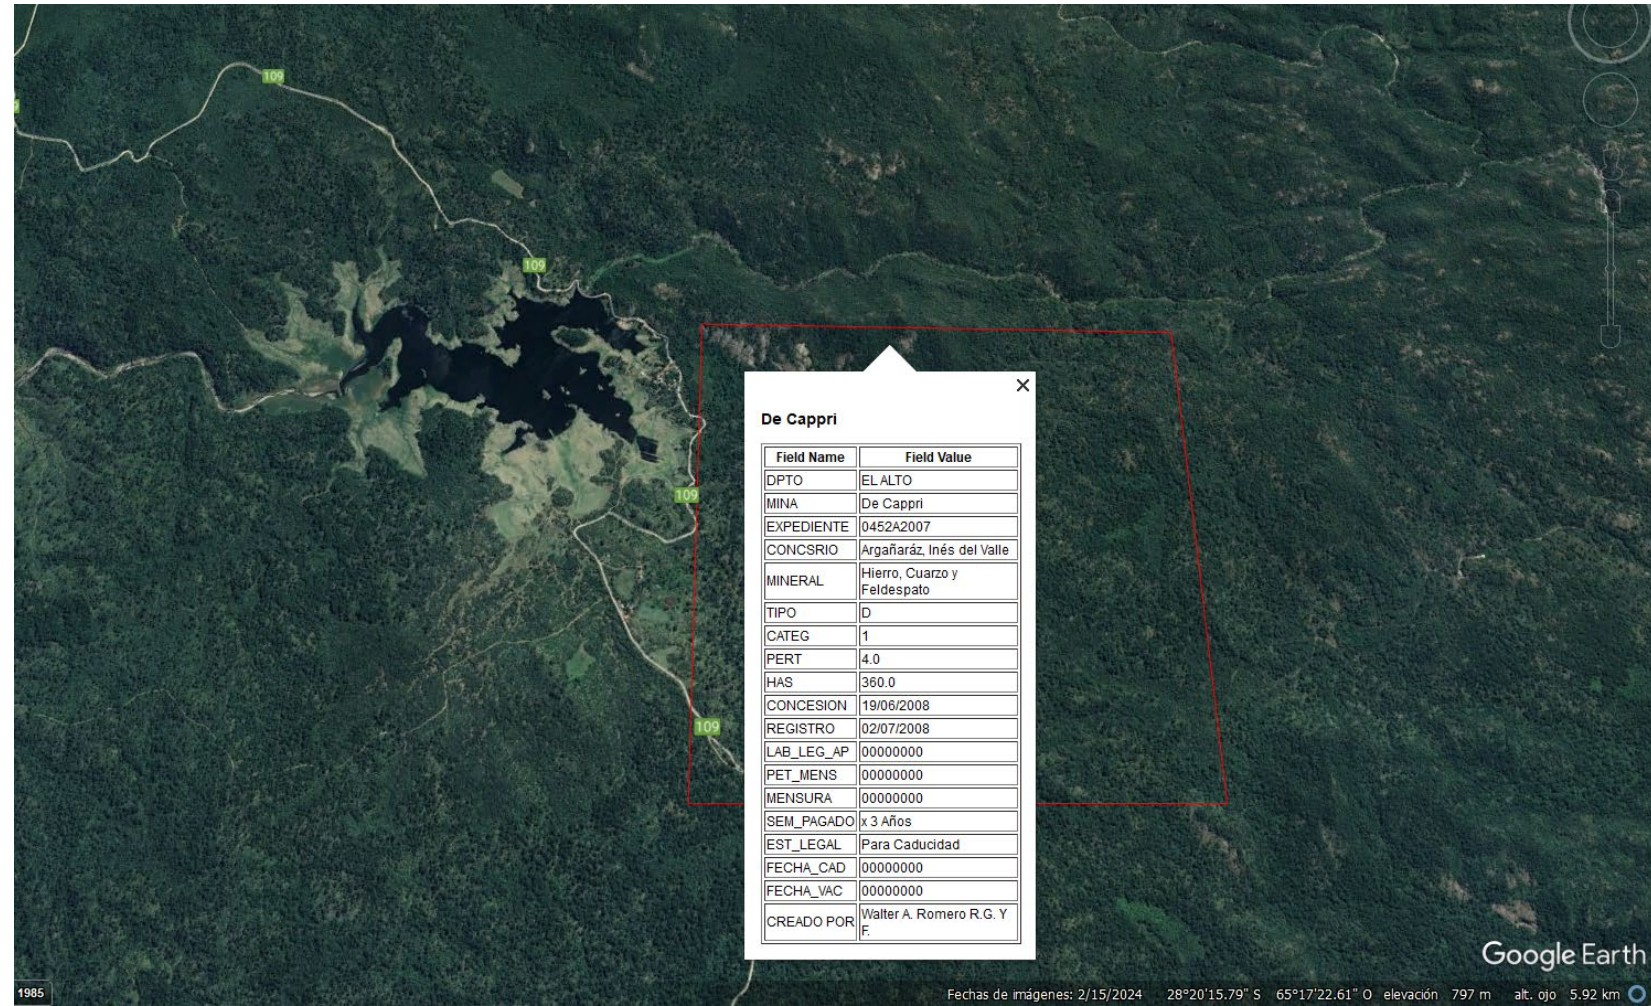 109
109
De Cappri
Field Name Field Value
DPTO EL ALTO
MINA De Cappri
EXPEDIENTE 0452A2007
CONCSRIO Argañaráz, Inés del Valle
MINERAL Hierro, Cuarzo y
Feldespato
TIPO D
CATEG 1
PERT 4.0
HAS 360.0
CONCESION 19/06/2008
REGISTRO 02/07/2008
LAB_LEG_AP 00000000
PET_MENS 00000000
MENSURA 00000000
SEM_PAGADO x 3 Años
EST_LEGAL Para Caducidad
FECHA_CAD 00000000
FECHA_VAC 00000000
CREADO POR Walter A. Romero R.G. Y
F.
109
109
Google Earth
1985
Fechas de imágenes: 2/15/2024 28°20'15.79" S 65°17'22.61" O elevación 797 m alt. ojo 5.92 km